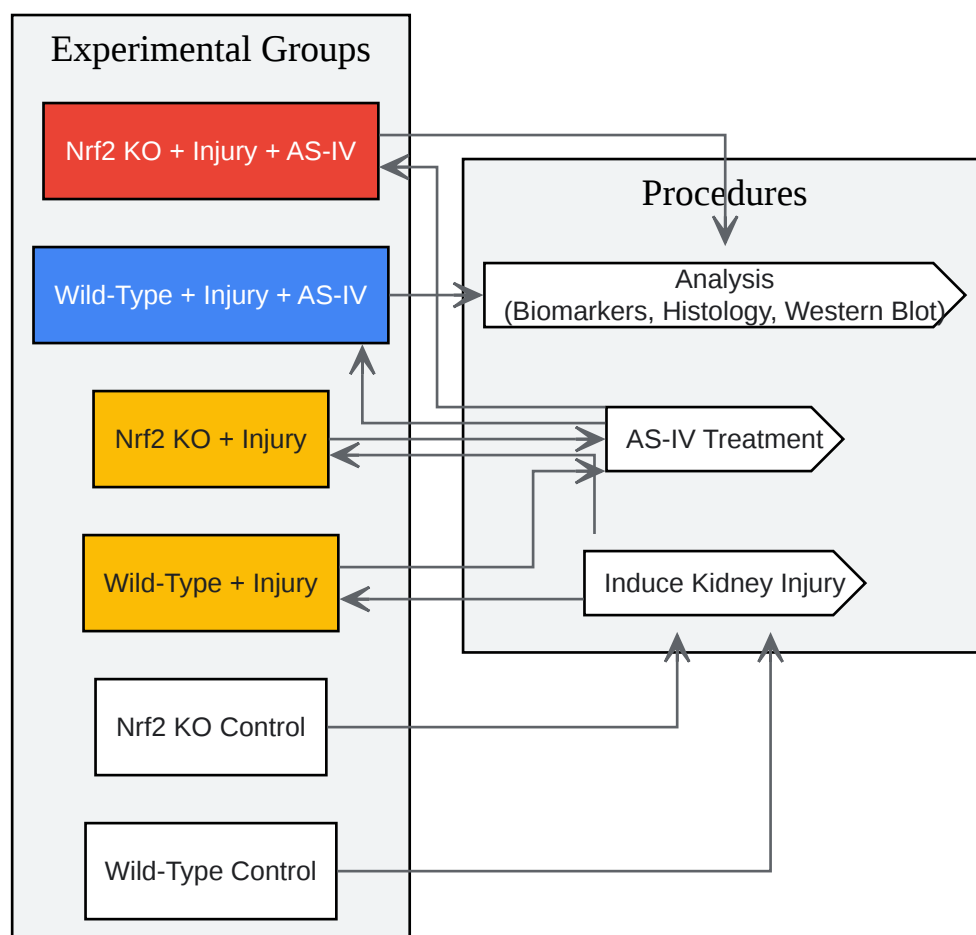 Experimental Groups
Nrf2 KO + Injury + AS-IV
Wild-Type + Injury + AS-IV
Nrf2 KO + Injury
Wild-Type + Injury
Nrf2 KO Control
Wild-Type Control
Procedures
Analysis
(Biomarkers, Histology, Western Blot)
AS-IV Treatment
Induce Kidney Injury